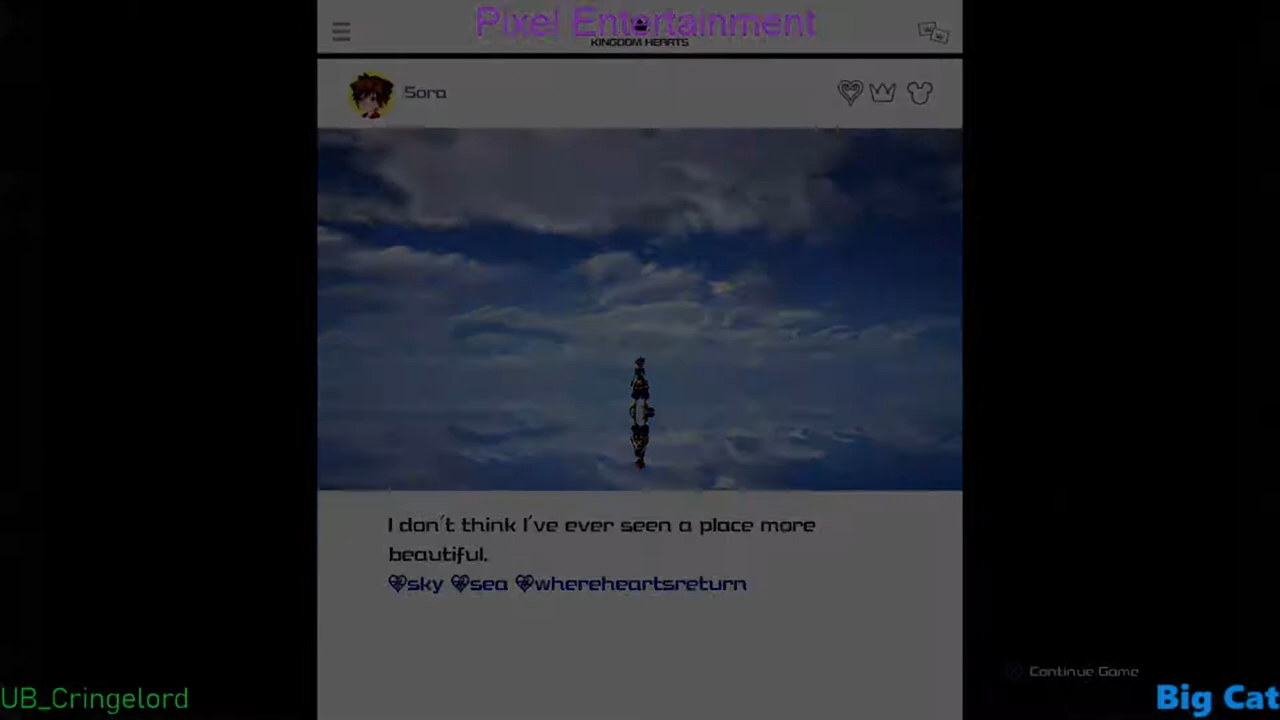 Pixel Entertainment
KINGDOM HEARTS
Sora
I don't think I've ever seen a place more
beautiful.
sky sea whereheartsreturn
Continue Game
UB_Cringelord
Big Cat